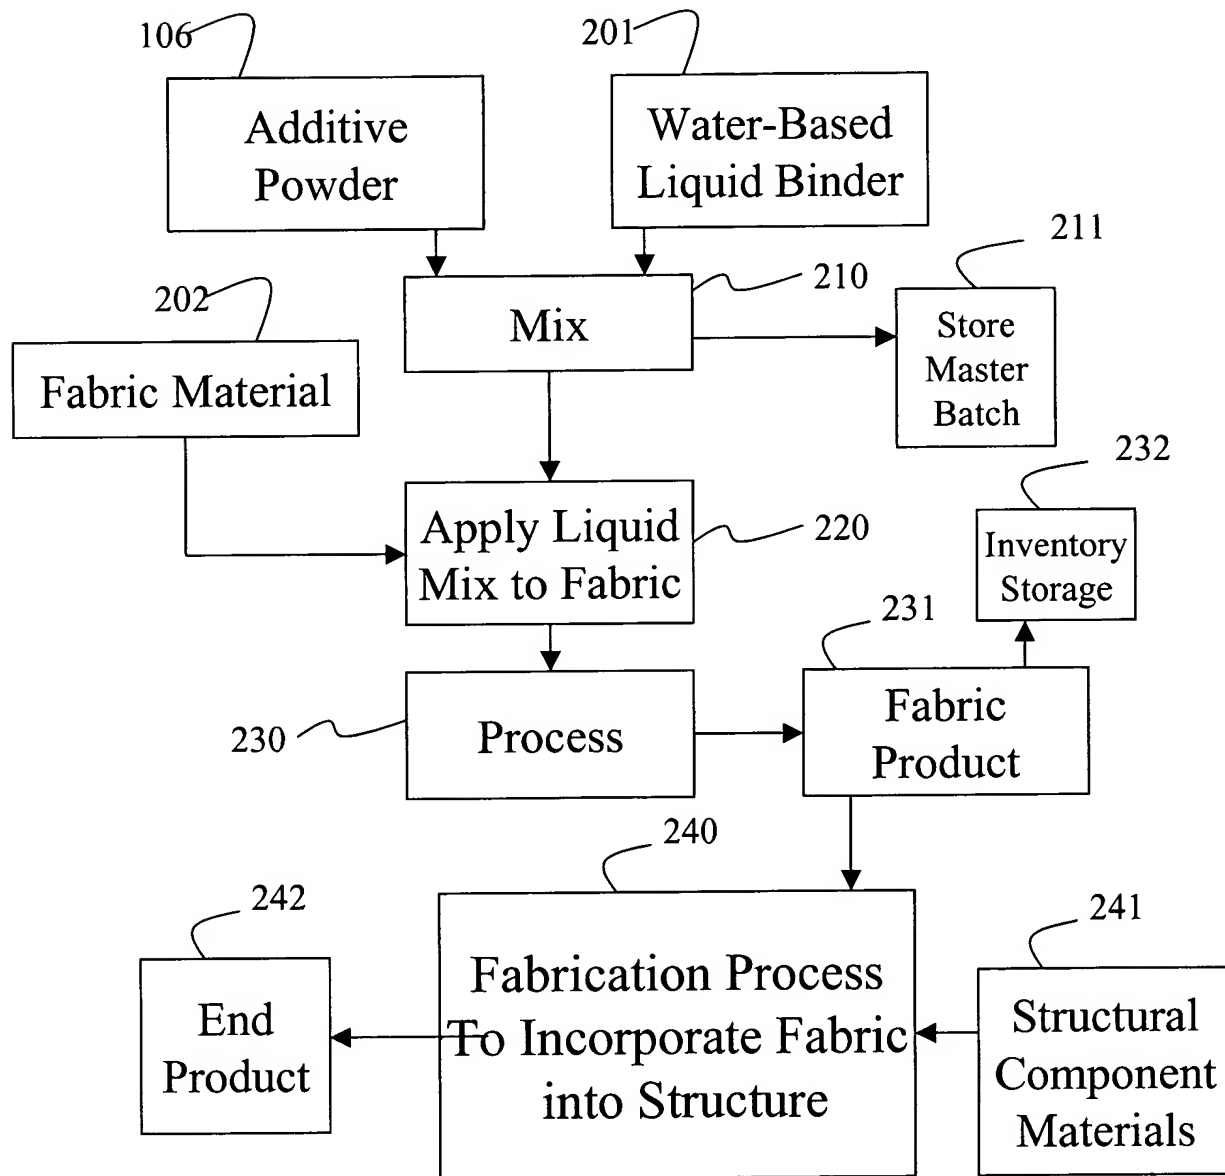 106
201
Additive
Powder
Water-Based
Liquid Binder
211
202
210
Mix
Store
Master
Batch
Fabric Material
232
220
Apply Liquid
Mix to Fabric
Inventory
Storage
231
230
Process
Fabric
Product
240
242
241
Fabrication Process
To Incorporate Fabric
into Structure
End
Product
Structural
Component
Materials